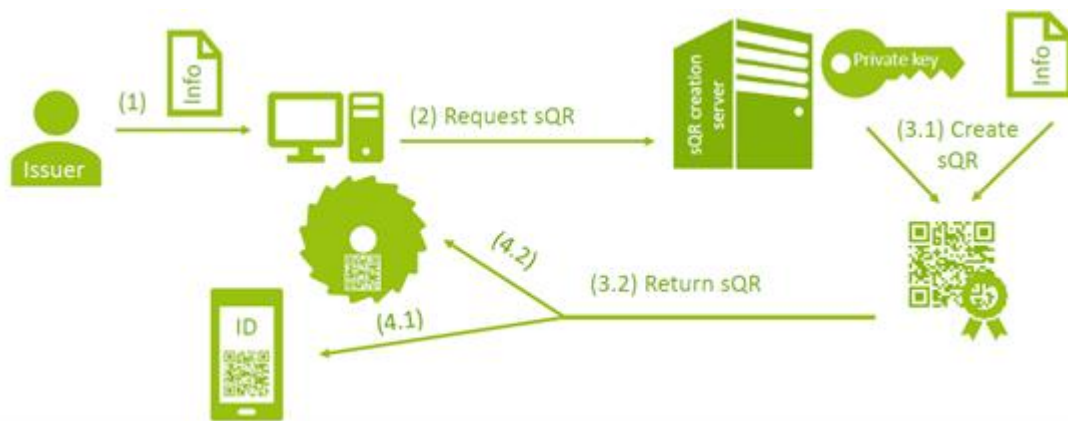 Info
(1)
Issuer
(2) Request sQR
sQR creation
server
Private key
Info
(3.1) Create
sQR
(4.2)
(3.2) Return sQR
(4.1)
ID